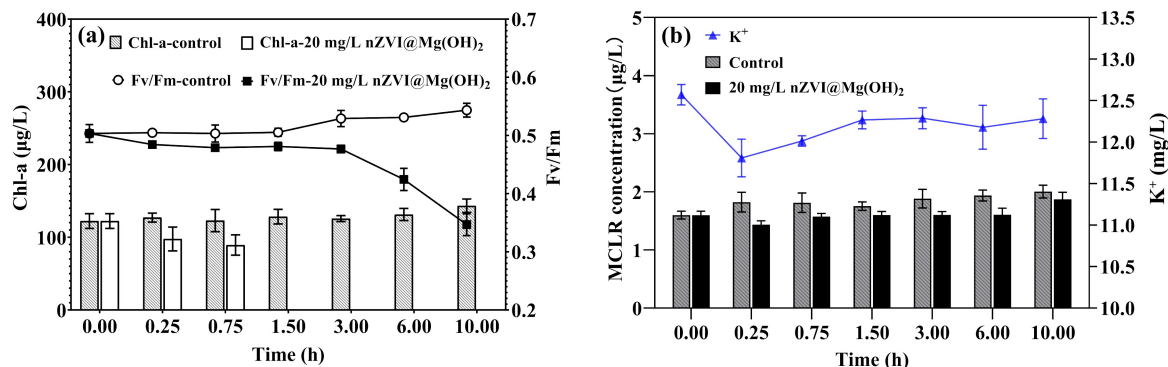 (a)
Chl-a-control
Chl-a-20 mg/L nZVI@Mg(OH)₂
Fv/Fm-control
Fv/Fm-20 mg/L nZVI@Mg(OH)₂
Chl-a (μg/L)
400
300
200
100
0
Fv/Fm
0.7
0.6
0.5
0.4
0.3
0.2
0.00 0.25 0.75 1.50 3.00 6.00 10.00
Time (h)
(b)
K⁺
Control
20 mg/L nZVI@Mg(OH)₂
MCLR concentration (μg/L)
5
4
3
2
1
0
K⁺ (mg/L)
13.5
13.0
12.5
12.0
11.5
11.0
10.5
10.0
0.00 0.25 0.75 1.50 3.00 6.00 10.00
Time (h)